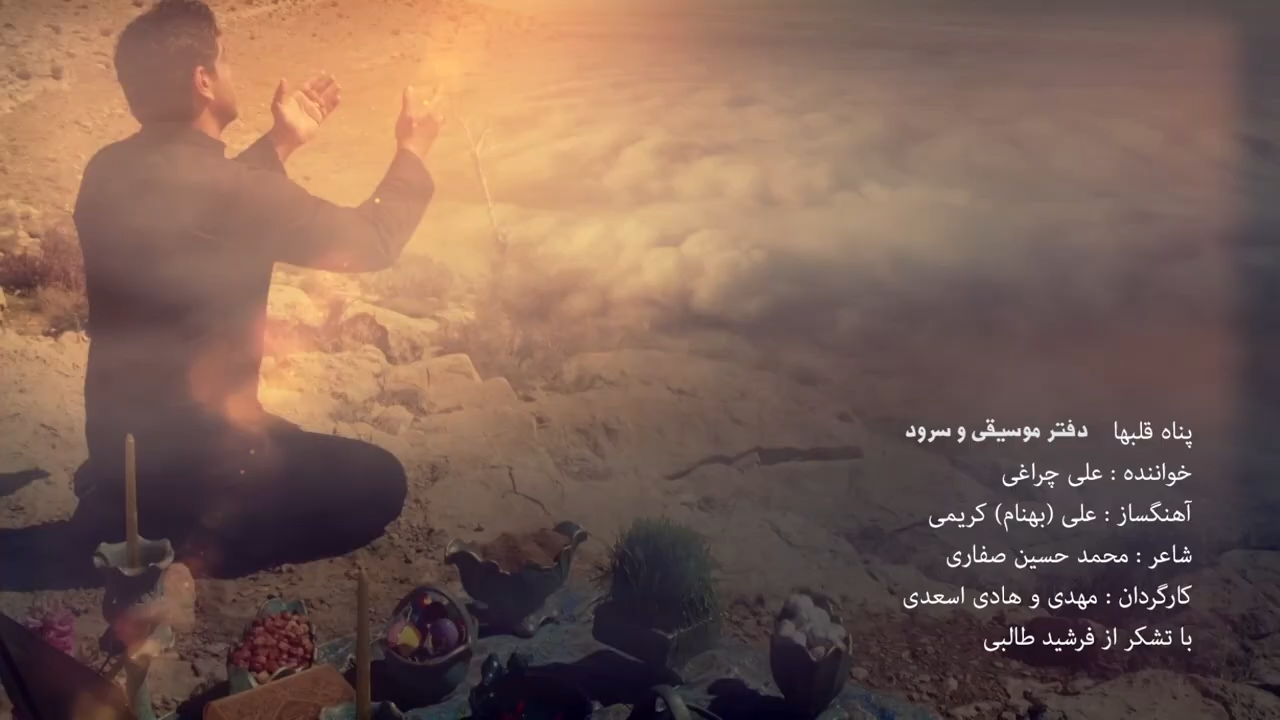 پناه قلبها دفتر موسیقی و سرود
خواننده : علی چراغی
آهنگساز : علی (بهنام) کریمی
شاعر : محمد حسین صفاری
کارگردان : مهدی و هادی اسعدی
با تشکر از فرشید طالبی